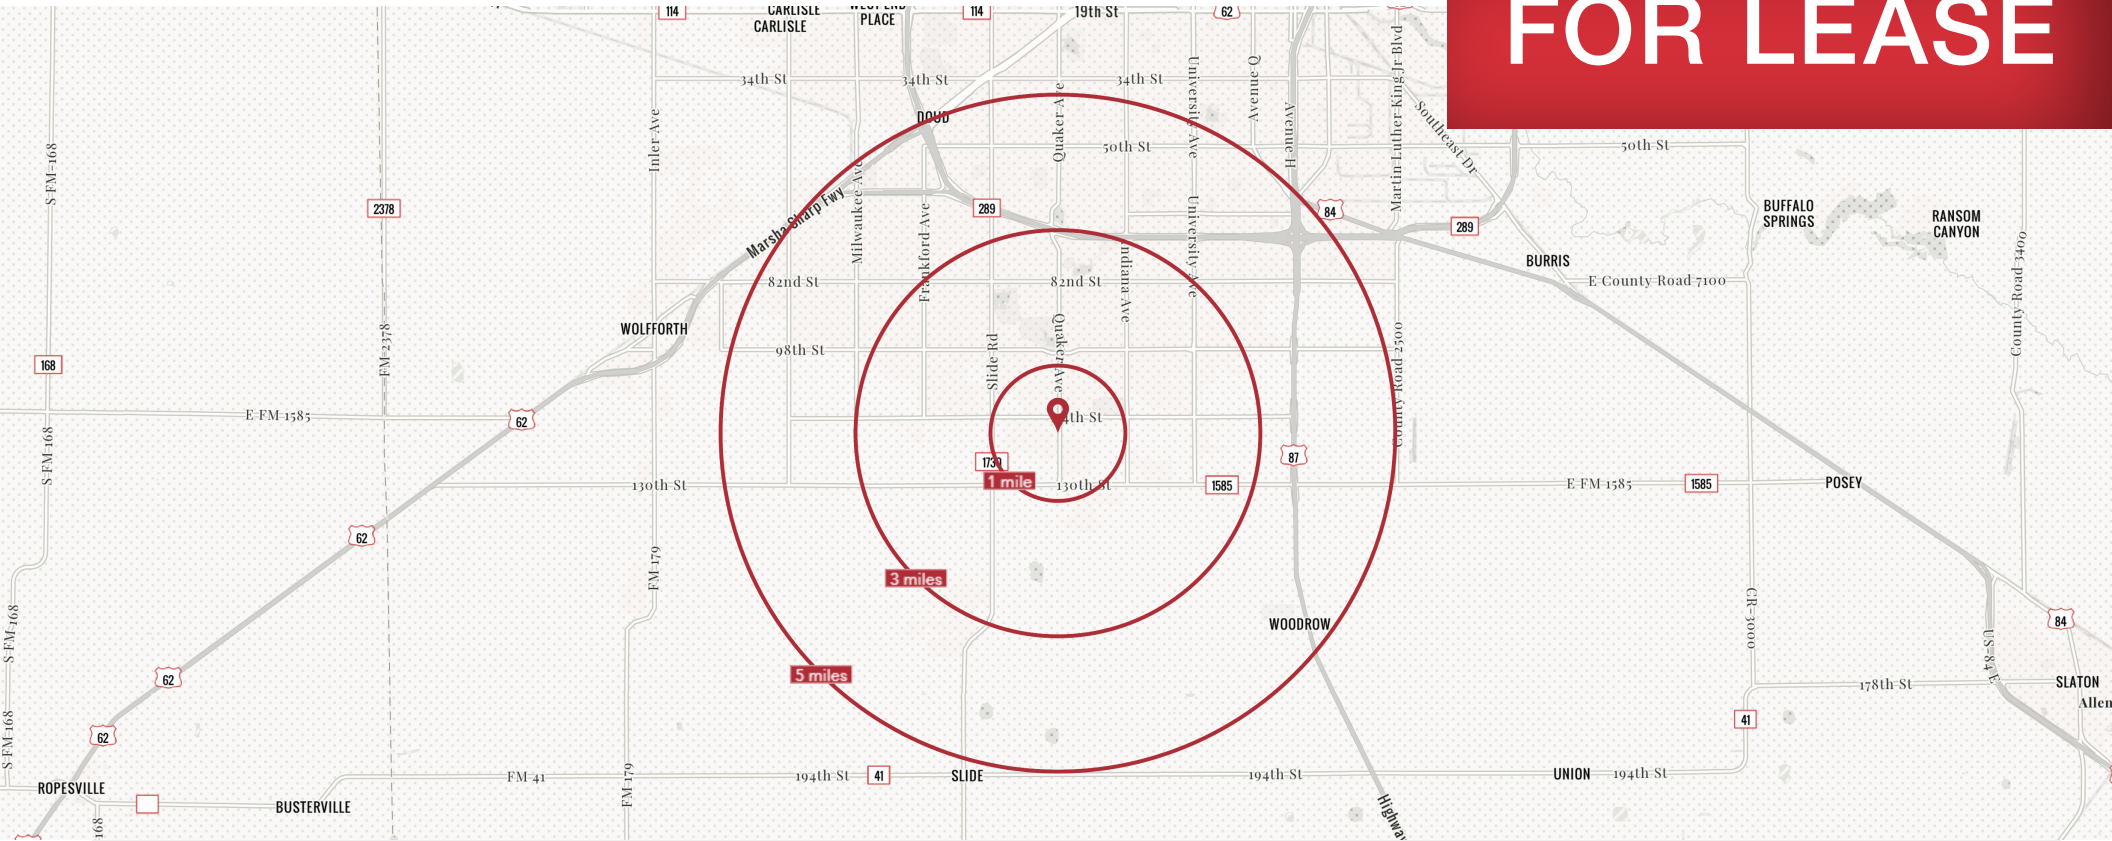 FOR LEASE
114
CARLISLE
CARLISLE
WEST END
PLACE
114
19th St
62
34th St
34th St
34th St
University Ave
Avenue Q
Martin Luther King Jr Blvd
Southeast Dr
Inler Ave
DOUD
Quaker Ave
Avenue H
50th St
50th St
S FM-168
2378
Milwaukee Ave
Marsha Sharp Fwy
Frankford Ave
289
University Ave
84
289
BUFFALO
SPRINGS
RANSOM
CANYON
County Road 3400
BURRIS
82nd St
82nd St
Indiana Ave
E County Road 7100
WOLFFORTH
FM 2378
98th St
Slide Rd
Quaker Ave
County Road 2500
168
E FM 1585
62
4th St
S FM-168
87
1730
1 mile
130th St
130th St
1585
E FM 1585
1585
POSEY
62
FM 179
3 miles
S FM-168
WOODROW
CR-3000
84
US-84 E
5 miles
62
178th St
SLATON
Allen
S FM-168
62
41
ROPESVILLE
BUSTERVILLE
FM 41
FM-179
194th St
41
SLIDE
194th St
UNION
194th St
168
Highway